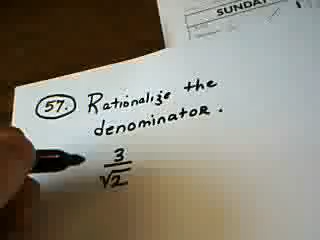 SUNDAY
57. Rationalize the
denominator.
3
√2